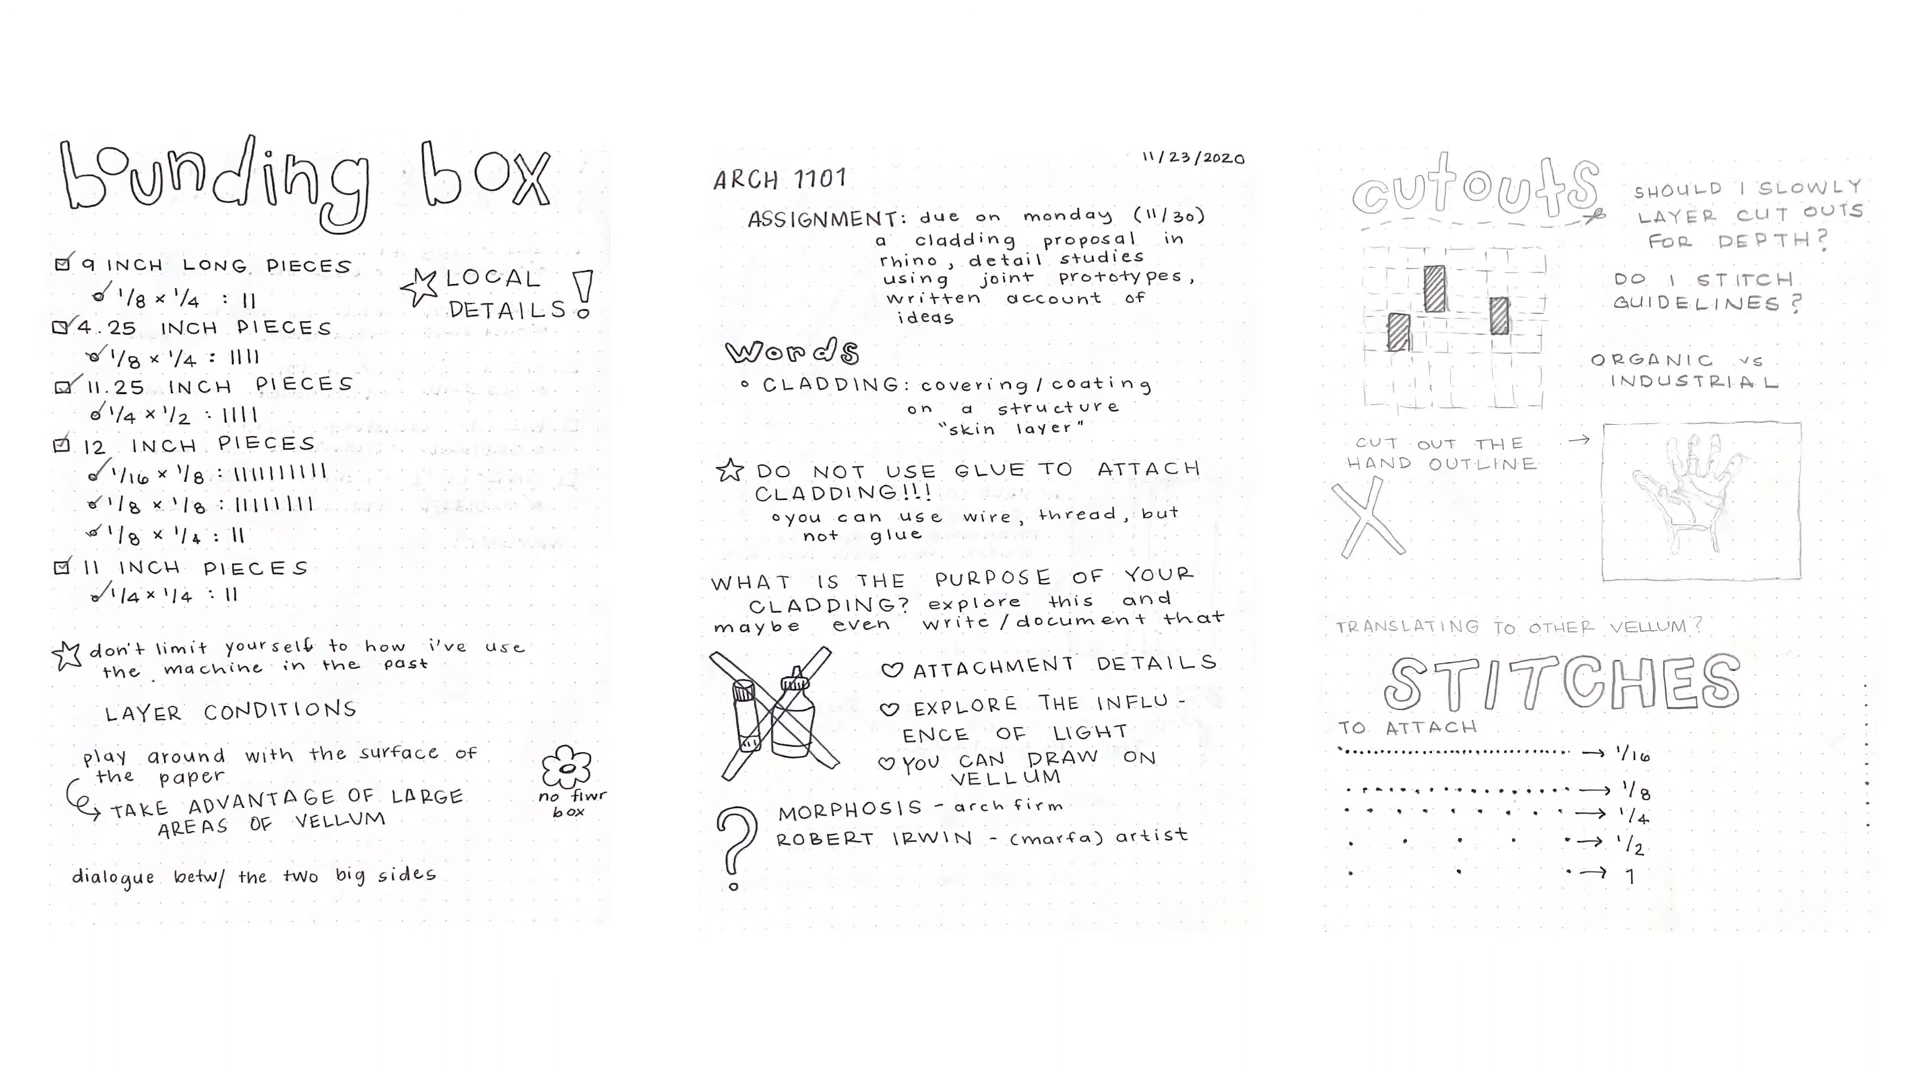 bounding box
9 INCH LONG PIECES
1/8 × 1/4 : ||
4.25 INCH PIECES
1/8 × 1/4 : ||||
11.25 INCH PIECES
1/4 × 1/2 : ||||
12 INCH PIECES
1/16 × 1/8 : ||||||||||
1/8 × 1/8 : |||||||||
1/8 × 1/4 : ||
11 INCH PIECES
1/4 × 1/4 : ||
LOCAL
DETAILS!
don't limit yourself to how i've use
the machine in the past
LAYER CONDITIONS
play around with the surface of
the paper
TAKE ADVANTAGE OF LARGE
AREAS OF VELLUM
no flwr
box
dialogue betw/ the two big sides
11/23/2020
ARCH 1101
ASSIGNMENT: due on monday (11/30)
a cladding proposal in
rhino, detail studies
using joint prototypes,
written account of
ideas
Words
CLADDING: covering/coating
on a structure
"skin layer"
DO NOT USE GLUE TO ATTACH
CLADDING!!!
you can use wire, thread, but
not glue
WHAT IS THE PURPOSE OF YOUR
CLADDING? explore this and
maybe even write/document that
ATTACHMENT DETAILS
EXPLORE THE INFLU-
ENCE OF LIGHT
YOU CAN DRAW ON
VELLUM
?
MORPHOSIS - arch firm
ROBERT IRWIN - (marfa) artist
cutouts
SHOULD I SLOWLY
LAYER CUT OUTS
FOR DEPTH?
DO I STITCH
GUIDELINES?
ORGANIC vs
INDUSTRIAL
CUT OUT THE →
HAND OUTLINE
X
TRANSLATING TO OTHER VELLUM?
STITCHES
TO ATTACH
→ 1/16
→ 1/8
→ 1/4
→ 1/2
→ 1